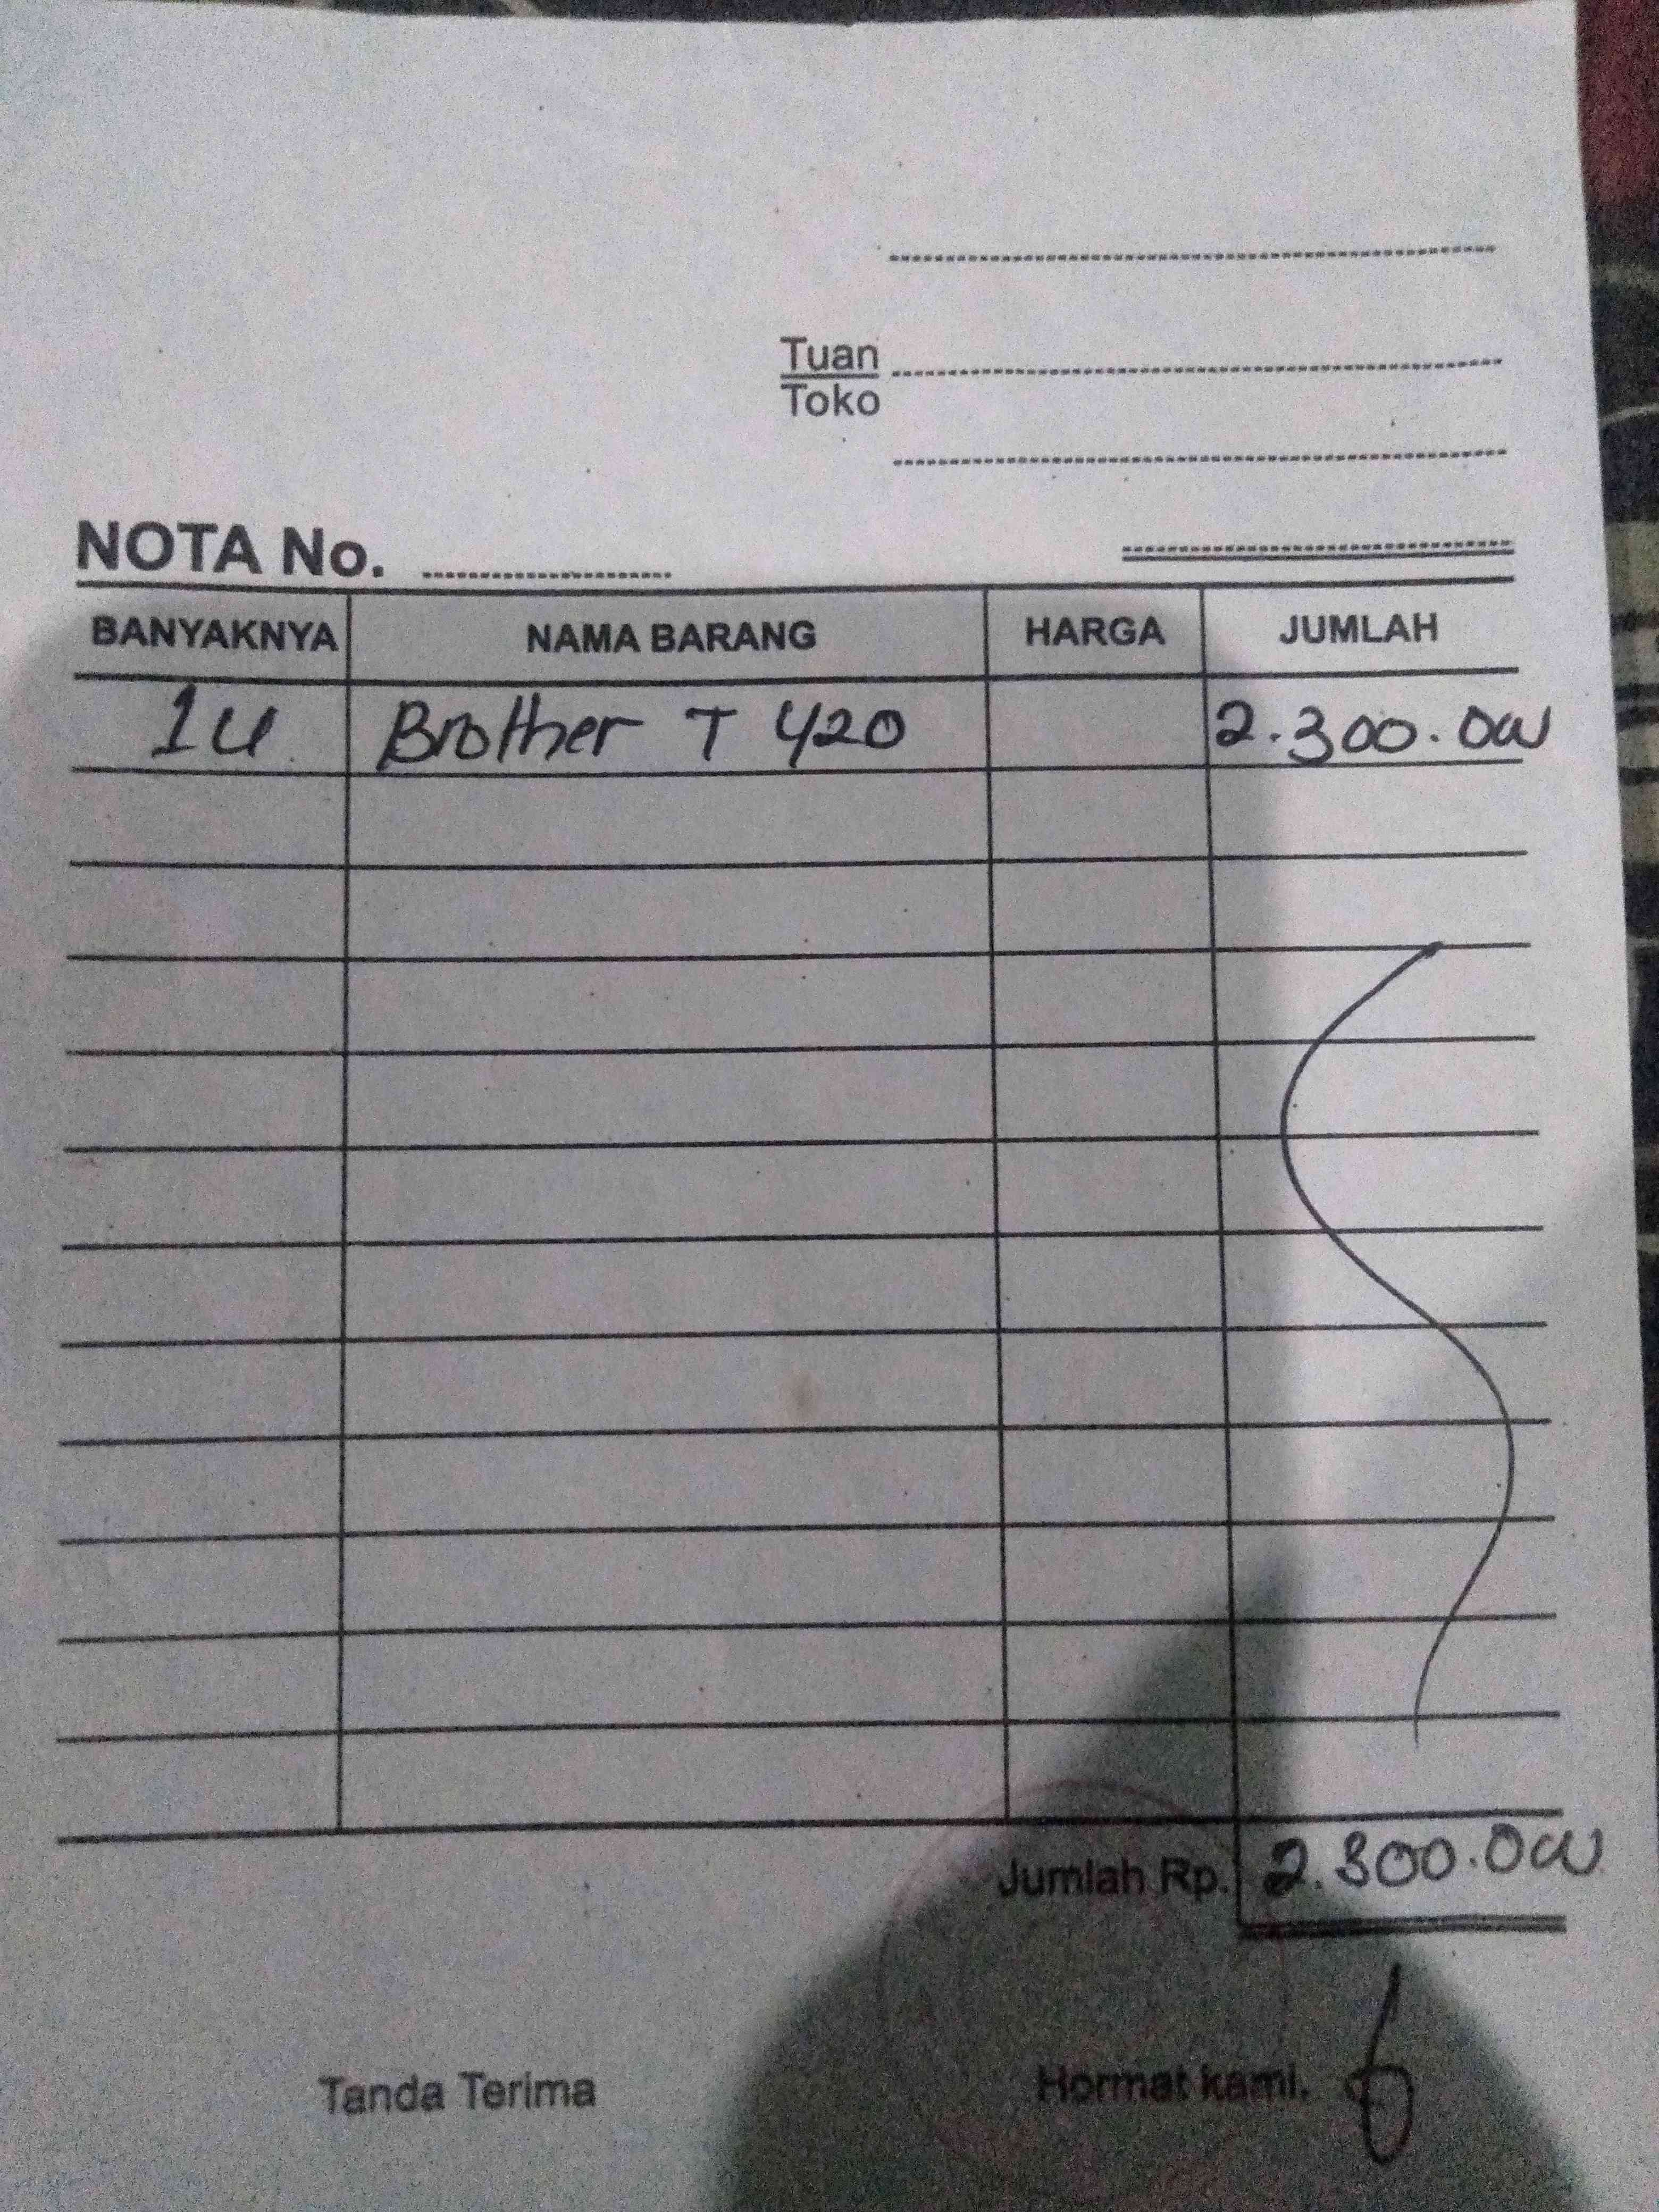 Tuan
Toko
NOTA No.
BANYAKNYA NAMA BARANG HARGA JUMLAH
1 U Brother T 420 2.300.000
Jumlah Rp. 2.300.000
Tanda Terima Hormat kami.